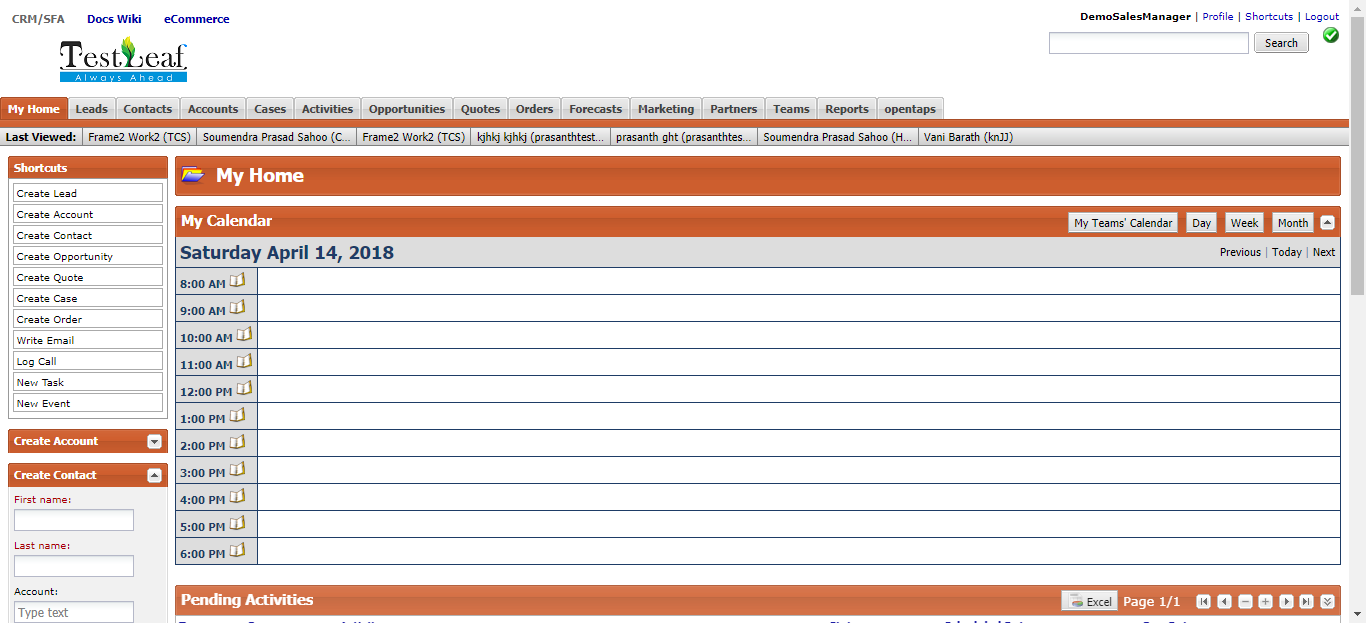 CRM/SFA Docs Wiki eCommerce
DemoSalesManager | Profile | Shortcuts | Logout
Search
TestLeaf
Always Ahead
My Home Leads Contacts Accounts Cases Activities Opportunities Quotes Orders Forecasts Marketing Partners Teams Reports opentaps
Last Viewed: Frame2 Work2 (TCS) Soumendra Prasad Sahoo (C... Frame2 Work2 (TCS) kjhkj kjhkj (prasanthtest... prasanth ght (prasanthtes... Soumendra Prasad Sahoo (H... Vani Barath (knJJ)
Shortcuts
Create Lead
Create Account
Create Contact
Create Opportunity
Create Quote
Create Case
Create Order
Write Email
Log Call
New Task
New Event
Create Account
Create Contact
First name:
Last name:
Account:
Type text
My Home
My Calendar My Teams' Calendar Day Week Month
Saturday April 14, 2018 Previous | Today | Next
8:00 AM
9:00 AM
10:00 AM
11:00 AM
12:00 PM
1:00 PM
2:00 PM
3:00 PM
4:00 PM
5:00 PM
6:00 PM
Pending Activities Excel Page 1/1